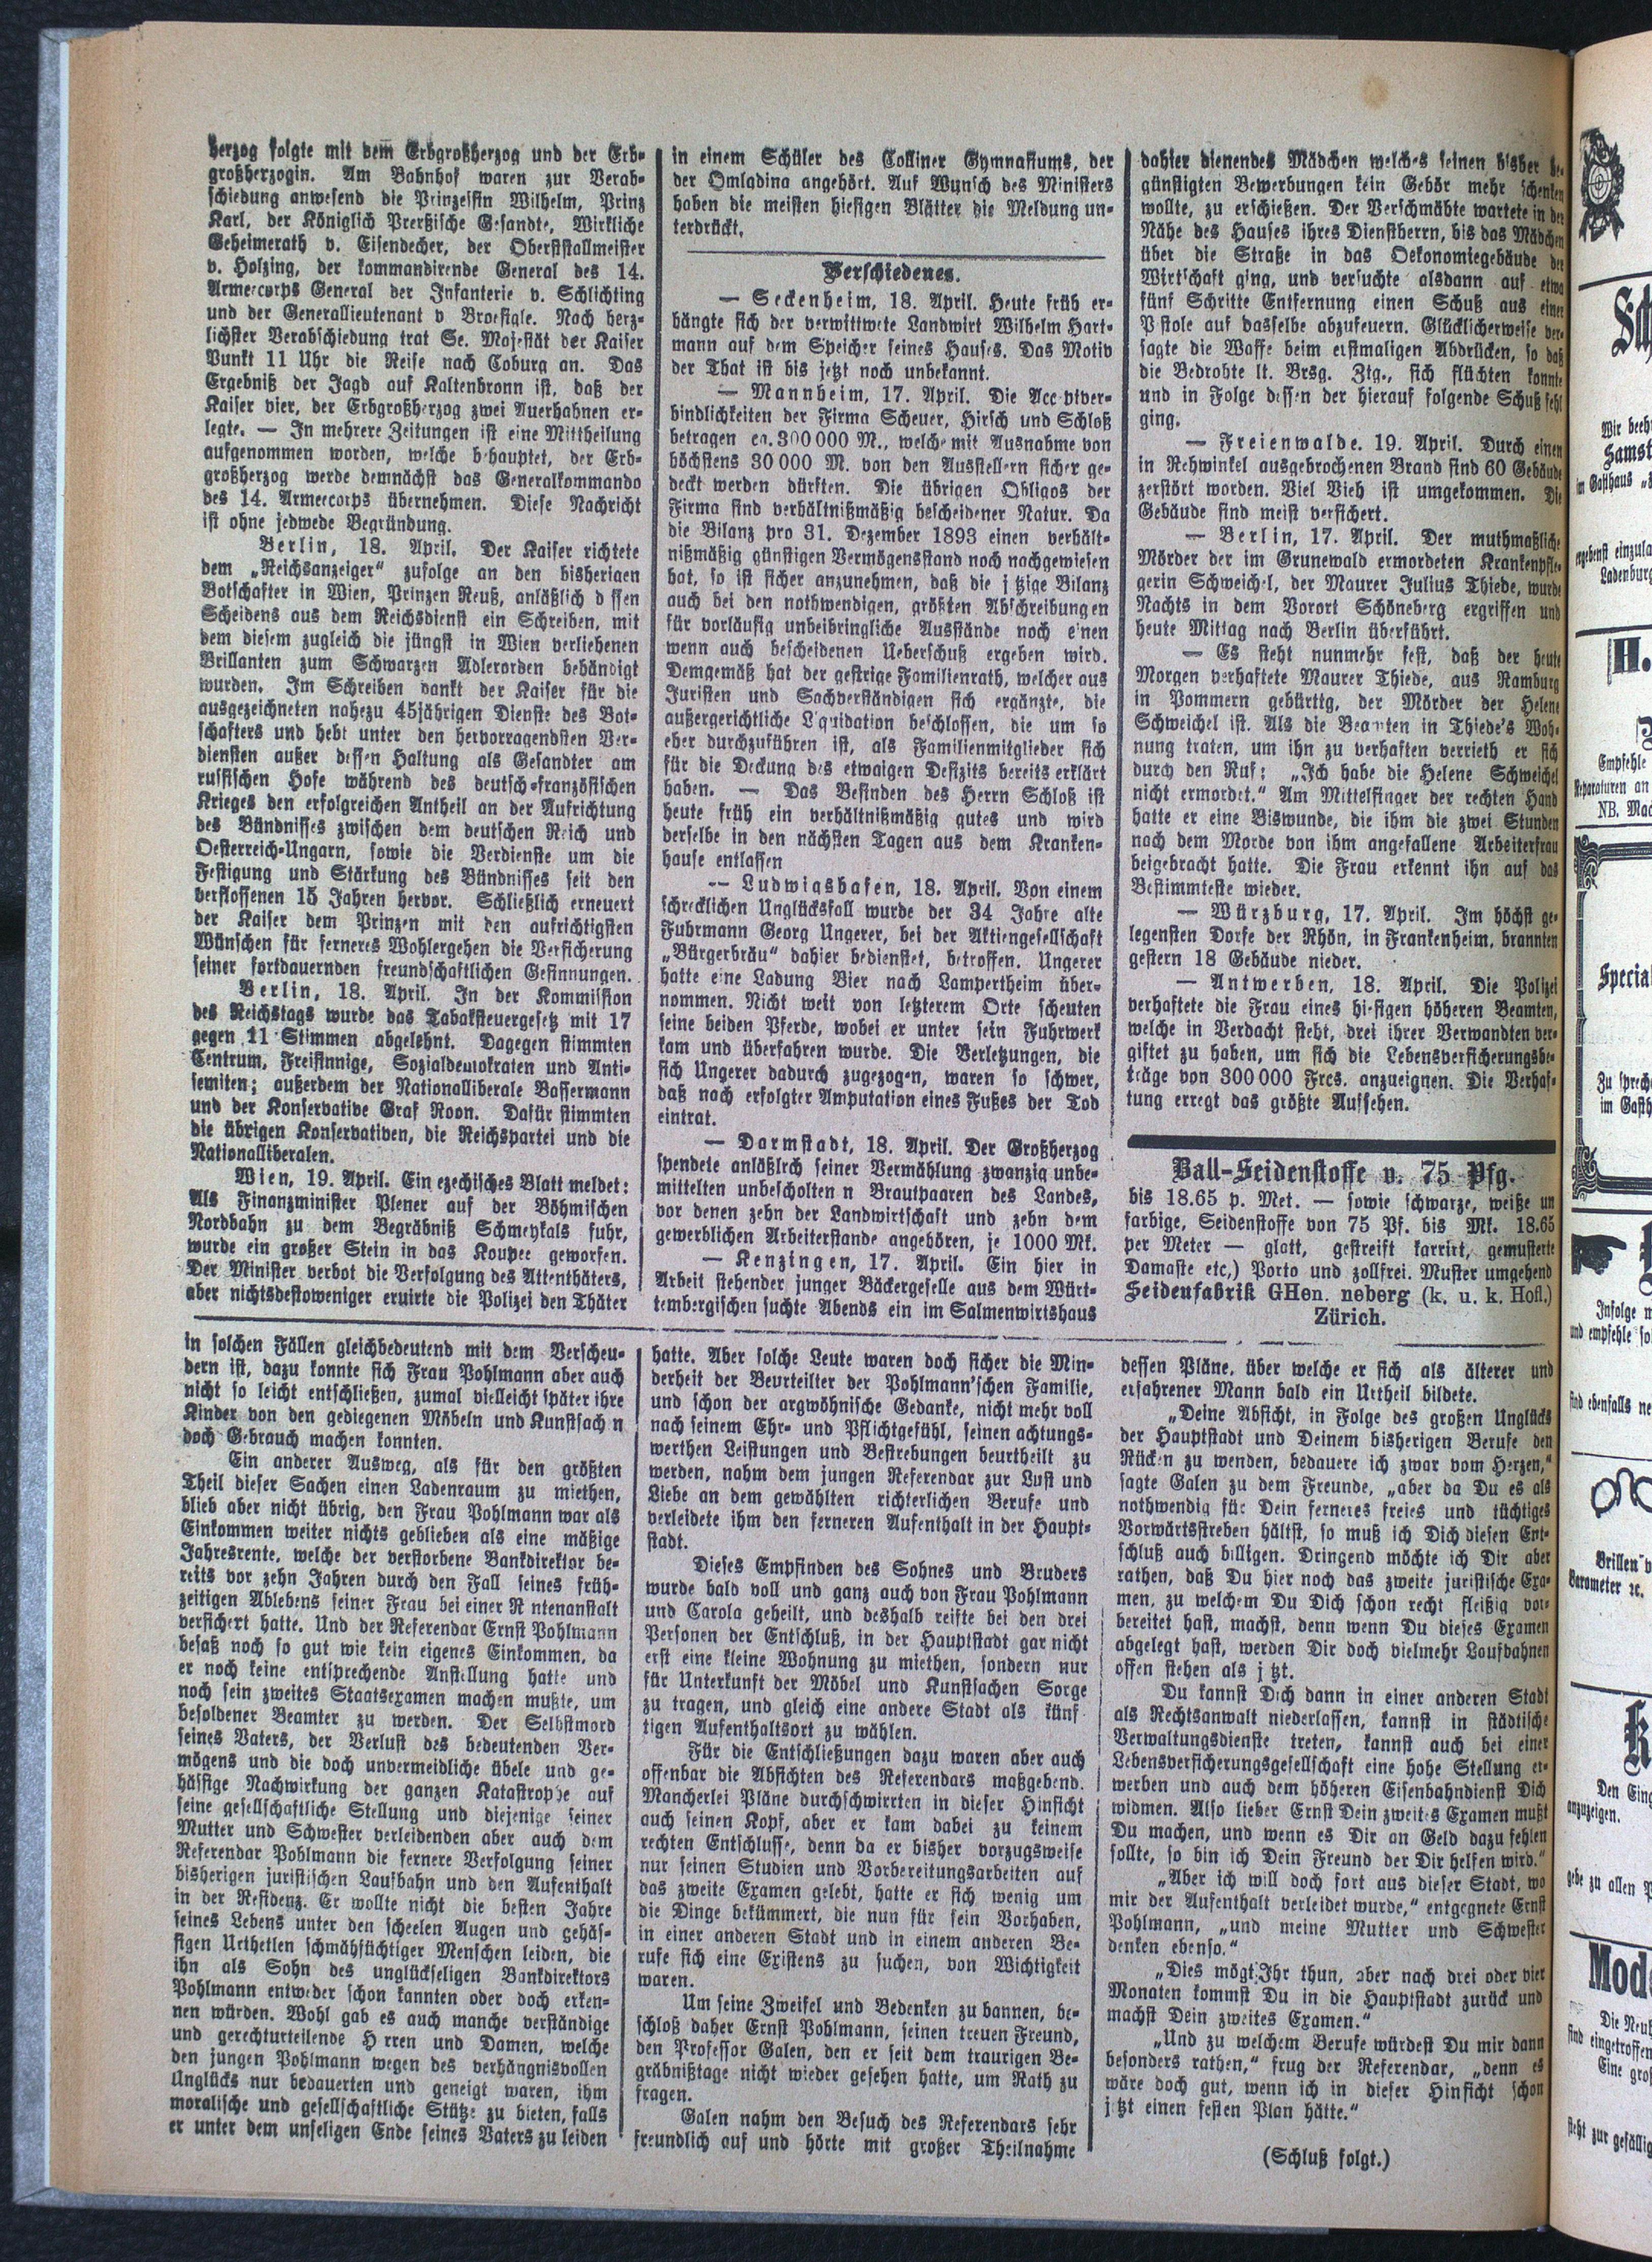 herzog folgte mit dem Erbgroßherzog und der Erb-
großherzogin. Am Bahnhof waren zur Verab-
schiedung anwesend die Prinzessin Wilhelm, Prinz
Karl, der Königlich Prerßische Gesandte, Wirkliche
Geheimerath v. Eisendecher, der Oberststallmeister
v. Holzing, der kommandirende General des 14.
Armeecorps General der Infanterie v. Schlichting
und der Generallieutenant v Broesigke. Nach herz-
lichster Verabschiedung trat Se. Majestät der Kaiser
Punkt 11 Uhr die Reise nach Coburg an. Das
Ergebniß der Jagd auf Kaltenbronn ist, daß der
Kaiser vier, der Erbgroßherzog zwei Auerhahnen er-
legte. — In mehrere Zeitungen ist eine Mittheilung
aufgenommen worden, welche behauptet, der Erb-
großherzog werde demnächst das Generalkommando
des 14. Armeecorps übernehmen. Diese Nachricht
ist ohne jedwede Begründung.
Berlin, 18. April. Der Kaiser richtete
dem „Reichsanzeiger“ zufolge an den bisherigen
Botschafter in Wien, Prinzen Reuß, anläßlich d ssen
Scheidens aus dem Reichsdienst ein Schreiben, mit
dem diesem zugleich die jüngst in Wien verliehenen
Brillanten zum Schwarzen Adlerorden behändigt
wurden. Im Schreiben dankt der Kaiser für die
ausgezeichneten nahezu 45jährigen Dienste des Bot-
schafters und hebt unter den hervorragendsten Ver-
diensten außer dessen Haltung als Gesandter am
russischen Hofe während des deutsch-französischen
Krieges den erfolgreichen Antheil an der Aufrichtung
des Bündnisses zwischen dem deutschen Reich und
Oesterreich-Ungarn, sowie die Verdienste um die
Festigung und Stärkung des Bündnisses seit den
verflossenen 15 Jahren hervor. Schließlich erneuert
der Kaiser dem Prinzen mit den aufrichtigsten
Wünschen für ferneres Wohlergehen die Versicherung
seiner fortdauernden freundschaftlichen Gesinnungen.
Berlin, 18. April. In der Kommission
des Reichstags wurde das Tabaksteuergesetz mit 17
gegen 11 Stimmen abgelehnt. Dagegen stimmten
Centrum, Freisinnige, Sozialdemokraten und Anti-
semiten; außerdem der Nationalliberale Bassermann
und der Konservative Graf Roon. Dafür stimmten
die übrigen Konservativen, die Reichspartei und die
Nationalliberalen.
Wien, 19. April. Ein czechisches Blatt meldet:
Als Finanzminister Plener auf der Böhmischen
Nordbahn zu dem Begräbniß Schmeykals fuhr,
wurde ein großer Stein in das Koupee geworfen.
Der Minister verbot die Verfolgung des Attenthäters,
aber nichtsdestoweniger eruirte die Polizei den Thäter
in einem Schüler des Colliner Gymnasiums, der
der Omladina angehört. Auf Wunsch des Ministers
haben die meisten hiesigen Blätter die Meldung un-
terdrückt.
Verschiedenes.
— Seckenheim, 18. April. Heute früh er-
hängte sich der verwittwete Landwirt Wilhelm Hart-
mann auf dem Speicher seines Hauses. Das Motiv
der That ist bis jetzt noch unbekannt.
— Mannheim, 17. April. Die Acc ptver-
bindlichkeiten der Firma Scheuer, Hirsch und Schloß
betragen ca. 300 000 M., welche mit Ausnahme von
höchstens 30 000 M. von den Ausstellern sicher ge-
deckt werden dürften. Die übrigen Obligos der
Firma sind verhältnißmäßig bescheidener Natur. Da
die Bilanz pro 31. Dezember 1893 einen verhält-
nißmäßig günstigen Vermögensstand noch nachgewiesen
hat, so ist sicher anzunehmen, daß die j tzige Bilanz
auch bei den nothwendigen, größten Abschreibungen
für vorläufig unbeibringliche Ausstände noch einen
wenn auch bescheidenen Ueberschuß ergeben wird.
Demgemäß hat der gestrige Familienrath, welcher aus
Juristen und Sachverständigen sich ergänzte, die
außergerichtliche Liquidation beschlossen, die um so
eher durchzuführen ist, als Familienmitglieder sich
für die Deckung des etwaigen Defizits bereits erklärt
haben. — Das Befinden des Herrn Schloß ist
heute früh ein verhältnißmäßig gutes und wird
derselbe in den nächsten Tagen aus dem Kranken-
hause entlassen
— Ludwigshafen, 18. April. Von einem
schrecklichen Unglücksfall wurde der 34 Jahre alte
Fuhrmann Georg Ungerer, bei der Aktiengesellschaft
„Bürgerbräu“ dahier bedienstet, betroffen. Ungerer
hatte eine Ladung Bier nach Lampertheim über-
nommen. Nicht weit von letzterem Orte scheuten
seine beiden Pferde, wobei er unter sein Fuhrwerk
kam und überfahren wurde. Die Verletzungen, die
sich Ungerer dadurch zugezogen, waren so schwer,
daß nach erfolgter Amputation eines Fußes der Tod
eintrat.
— Darmstadt, 18. April. Der Großherzog
spendete anläßlrch seiner Vermählung zwanzig unbe-
mittelten unbescholten n Brautpaaren des Landes,
vor denen zehn der Landwirtschaft und zehn dem
gewerblichen Arbeiterstande angehören, je 1000 Mk.
— Kenzingen, 17. April. Ein hier in
Arbeit stehender junger Bäckergeselle aus dem Würt-
tembergischen suchte Abends ein im Salmenwirtshaus
dahier dienendes Mädchen welches seinen bisher be-
günstigten Bewerbungen kein Gehör mehr schenken
wollte, zu erschießen. Der Verschmähte wartete in der
Nähe des Hauses ihres Dienstherrn, bis das Mädchen
über die Straße in das Oekonomiegebäude der
Wirtschaft ging, und versuchte alsdann auf etwa
fünf Schritte Entfernung einen Schuß aus einer
P stole auf dasselbe abzufeuern. Glücklicherweise ver-
sagte die Waffe beim erstmaligen Abdrücken, so daß
die Bedrohte lt. Brsg. Ztg., sich flüchten konnte
und in Folge dessen der hierauf folgende Schuß fehl
ging.
— Freienwalde. 19. April. Durch einen
in Rehwinkel ausgebrochenen Brand sind 60 Gebäude
zerstört worden. Viel Vieh ist umgekommen. Die
Gebäude sind meist versichert.
— Berlin, 17. April. Der muthmaßliche
Mörder der im Grunewald ermordeten Krankenpfle-
gerin Schweichel, der Maurer Julius Thiede, wurde
Nachts in dem Vorort Schöneberg ergriffen und
heute Mittag nach Berlin überführt.
— Es steht nunmehr fest, daß der heute
Morgen verhaftete Maurer Thiede, aus Ramburg
in Pommern gebürtig, der Mörder der Helene
Schweichel ist. Als die Beamten in Thiede's Woh-
nung traten, um ihn zu verhaften verrieth er sich
durch den Ruf: „Ich habe die Helene Schweichel
nicht ermordet.“ Am Mittelfinger der rechten Hand
hatte er eine Biswunde, die ihm die zwei Stunden
nach dem Morde von ihm angefallene Arbeiterfrau
beigebracht hatte. Die Frau erkennt ihn auf das
Bestimmteste wieder.
— Würzburg, 17. April. Im höchst ge-
legensten Dorfe der Rhön, in Frankenheim, brannten
gestern 18 Gebäude nieder.
— Antwerben, 18. April. Die Polizei
verhaftete die Frau eines hiesigen höheren Beamten,
welche in Verdacht steht, drei ihrer Verwandten ver-
giftet zu haben, um sich die Lebensversicherungsbe-
träge von 300 000 Frcs. anzueignen. Die Verhaf-
tung erregt das größte Aufsehen.
Ball-Seidenstoffe v. 75 Pfg.
bis 18.65 p. Met. — sowie schwarze, weiße un
farbige, Seidenstoffe von 75 Pf. bis Mk. 18.65
per Meter — glatt, gestreift karrirt, gemusterte
Damaste etc,) Porto und zollfrei. Muster umgehend
Seidenfabrik GHen. neberg (k. u. k. Hofl.)
Zürich.
in solchen Fällen gleichbedeutend mit dem Verscheu-
dern ist, dazu konnte sich Frau Pohlmann aber auch
nicht so leicht entschließen, zumal vielleicht später ihre
Kinder von den gediegenen Möbeln und Kunstsach n
doch Gebrauch machen konnten.
Ein anderer Ausweg, als für den größten
Theil dieser Sachen einen Ladenraum zu miethen,
blieb aber nicht übrig, den Frau Pohlmann war als
Einkommen weiter nichts geblieben als eine mäßige
Jahresrente, welche der verstorbene Bankdirektor be-
reits vor zehn Jahren durch den Fall seines früh-
zeitigen Ablebens seiner Frau bei einer R ntenanstalt
versichert hatte. Und der Referendar Ernst Pohlmann
besaß noch so gut wie kein eigenes Einkommen, da
er noch keine entsprechende Anstellung hatte und
noch sein zweites Staatsexamen machen mußte, um
besoldener Beamter zu werden. Der Selbstmord
seines Vaters, der Verlust des bedeutenden Ver-
mögens und die doch unvermeidliche übele und ge-
hässige Nachwirkung der ganzen Katastrophe auf
seine gesellschaftliche Stellung und diejenige seiner
Mutter und Schwester verleidenden aber auch dem
Referendar Pohlmann die fernere Verfolgung seiner
bisherigen juristischen Laufbahn und den Aufenthalt
in der Residenz. Er wollte nicht die besten Jahre
seines Lebens unter den scheelen Augen und gehäs-
sigen Urtheilen schmähsüchtiger Menschen leiden, die
ihn als Sohn des unglückseligen Bankdirektors
Pohlmann entweder schon kannten oder doch erken-
nen würden. Wohl gab es auch manche verständige
und gerechturteilende H rren und Damen, welche
den jungen Pohlmann wegen des verhängnisvollen
Unglücks nur bedauerten und geneigt waren, ihm
moralische und gesellschaftliche Stütze zu bieten, falls
er unter dem unseligen Ende seines Vaters zu leiden
hatte. Aber solche Leute waren doch sicher die Min-
derheit der Beurteilter der Pohlmann'schen Familie,
und schon der argwöhnische Gedanke, nicht mehr voll
nach seinem Ehr- und Pflichtgefühl, seinen achtungs-
werthen Leistungen und Bestrebungen beurtheilt zu
werden, nahm dem jungen Referendar zur Lust und
Liebe an dem gewählten richterlichen Berufe und
verleidete ihm den ferneren Aufenthalt in der Haupt-
stadt.
Dieses Empfinden des Sohnes und Bruders
wurde bald voll und ganz auch von Frau Pohlmann
und Carola geheilt, und deshalb reifte bei den drei
Personen der Entschluß, in der Hauptstadt gar nicht
erst eine kleine Wohnung zu miethen, sondern nur
für Unterkunft der Möbel und Kunstsachen Sorge
zu tragen, und gleich eine andere Stadt als künf
tigen Aufenthaltsort zu wählen.
Für die Entschließungen dazu waren aber auch
offenbar die Absichten des Referendars maßgebend.
Mancherlei Pläne durchschwirrten in dieser Hinsicht
auch seinen Kopf, aber er kam dabei zu keinem
rechten Entschlusse, denn da er bisher vorzugsweise
nur seinen Studien und Vorbereitungsarbeiten auf
das zweite Examen gelebt, hatte er sich wenig um
die Dinge bekümmert, die nun für sein Vorhaben,
in einer anderen Stadt und in einem anderen Be-
rufe sich eine Existens zu suchen, von Wichtigkeit
waren.
Um seine Zweifel und Bedenken zu bannen, be-
schloß daher Ernst Pohlmann, seinen treuen Freund,
den Professor Galen, den er seit dem traurigen Be-
gräbnißtage nicht wieder gesehen hatte, um Rath zu
fragen.
Galen nahm den Besuch des Referendars sehr
freundlich auf und hörte mit großer Theilnahme
dessen Pläne, über welche er sich als älterer und
erfahrener Mann bald ein Urtheil bildete.
„Deine Absicht, in Folge des großen Unglücks
der Hauptstadt und Deinem bisherigen Berufe den
Rücken zu wenden, bedauere ich zwar vom Herzen,“
sagte Galen zu dem Freunde, „aber da Du es als
nothwendig für Dein ferneres freies und tüchtiges
Vorwärtsstreben hältst, so muß ich Dich diesen Ent-
schluß auch billigen. Dringend möchte ich Dir aber
rathen, daß Du hier noch das zweite juristische Exa-
men, zu welchem Du Dich schon recht fleißig vor-
bereitet hast, machst, denn wenn Du dieses Examen
abgelegt hast, werden Dir doch vielmehr Laufbahnen
offen stehen als j tzt.
Du kannst Dich dann in einer anderen Stadt
als Rechtsanwalt niederlassen, kannst in städtische
Verwaltungsdienste treten, kannst auch bei einer
Lebensversicherungsgesellschaft eine hohe Stellung er-
werben und auch dem höheren Eisenbahndienst Dich
widmen. Also lieber Ernst Dein zweites Examen mußt
Du machen, und wenn es Dir an Geld dazu fehlen
sollte, so bin ich Dein Freund der Dir helfen wird.“
„Aber ich will doch fort aus dieser Stadt, wo
mir der Aufenthalt verleidet wurde,“ entgegnete Ernst
Pohlmann, „und meine Mutter und Schwester
denken ebenso.“
„Dies mögt Ihr thun, aber nach drei oder vier
Monaten kommst Du in die Hauptstadt zurück und
machst Dein zweites Examen.“
„Und zu welchem Berufe würdest Du mir dann
besonders rathen,“ frug der Referendar, „denn es
wäre doch gut, wenn ich in dieser Hinsicht schon
j tzt einen festen Plan hätte.“
(Schluß folgt.)
Wir beeh
Samst
im Gasthaus
ergebenst einzula
Ladenburg
H.
Empfehle
Reparaturen an
NB. Mac
Special
Zu sprech
im Gasth
Infolge
und empfehle so
sind ebenfalls ne
Brillen
Barometer ꝛc.
Den Eing
anzuzeigen.
gebe zu allen
Mode
Die Neuh
sind eingetroffen
Eine gro
steht zur gefällig